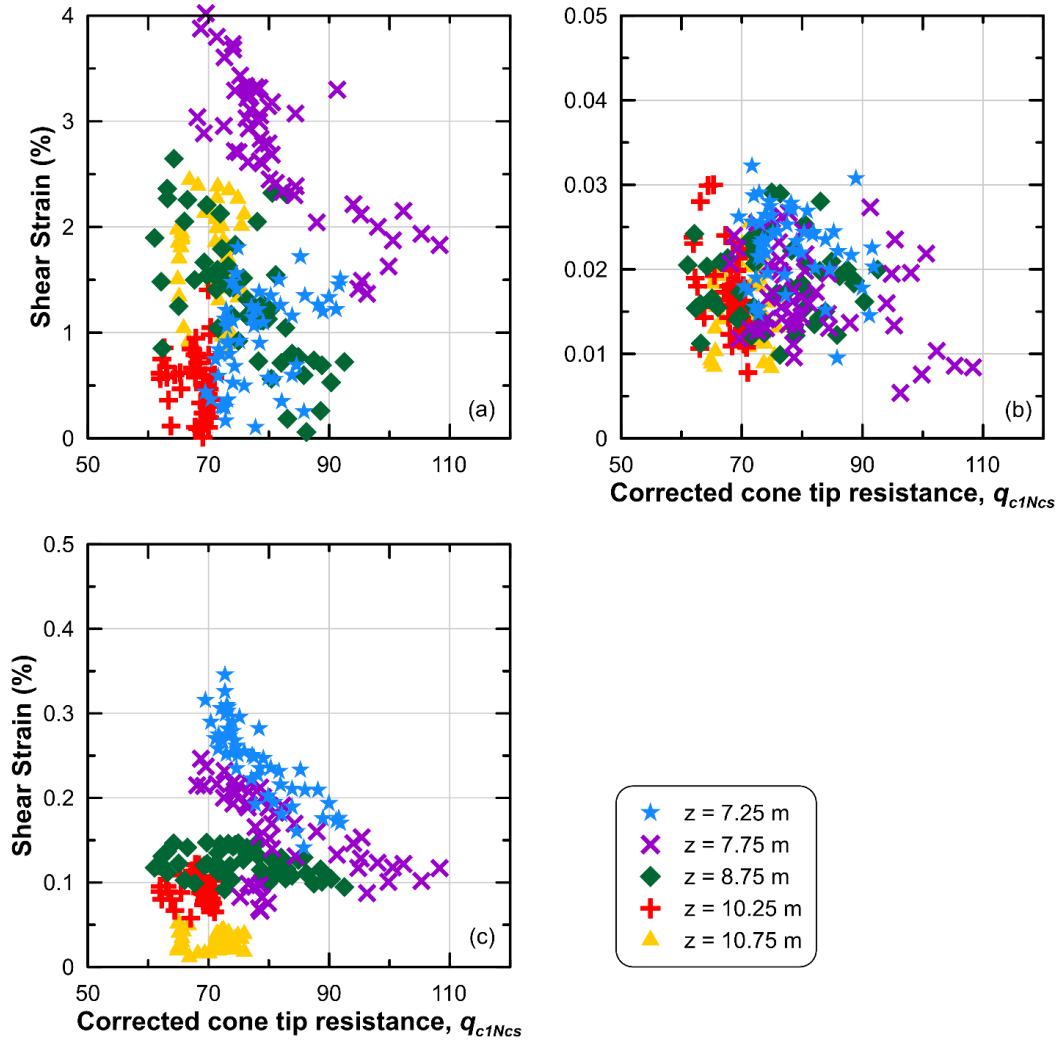 4
3
2
1
0
Shear Strain (%)
50
70
90
110
(a)
0.05
0.04
0.03
0.02
0.01
0
50
70
90
110
(b)
Corrected cone tip resistance, qc1Ncs
0.5
0.4
0.3
0.2
0.1
0
Shear Strain (%)
50
70
90
110
(c)
Corrected cone tip resistance, qc1Ncs
z = 7.25 m
z = 7.75 m
z = 8.75 m
z = 10.25 m
z = 10.75 m